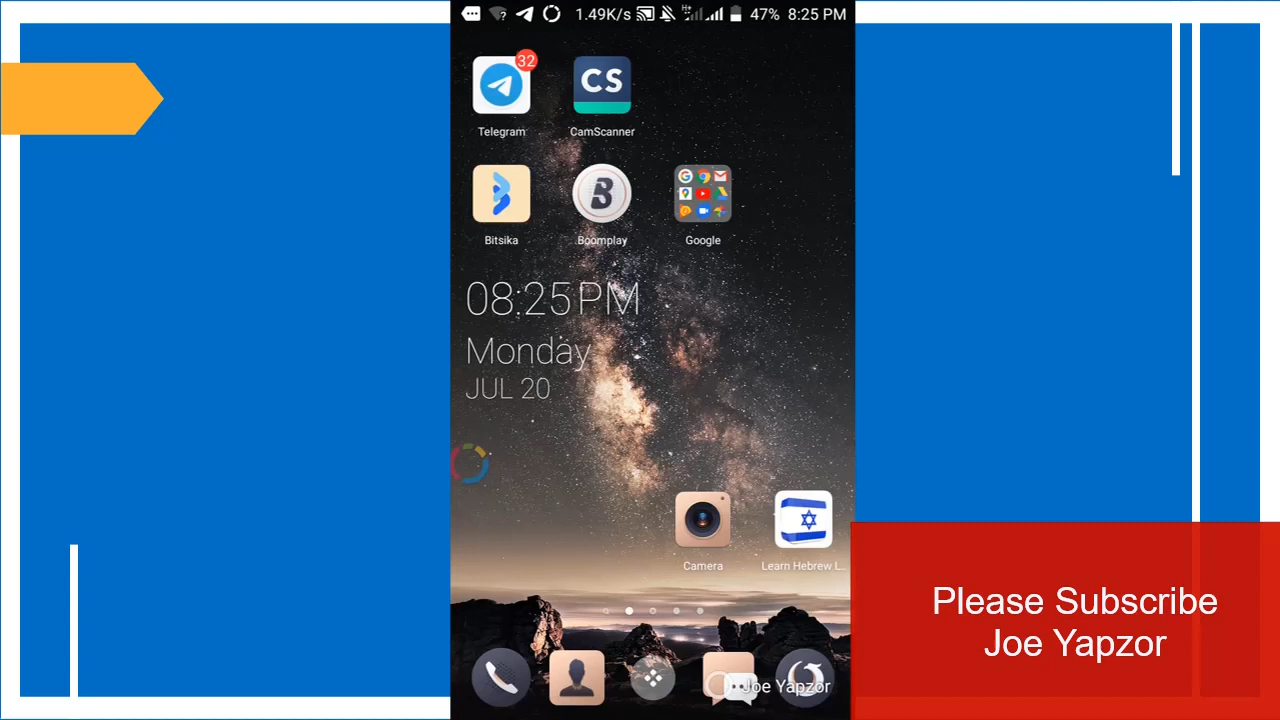 1.49K/s H+ 47% 8:25 PM
32
CS
Telegram
CamScanner
B
Bitsika
Boomplay
Google
08:25PM
Monday
JUL 20
Camera
Learn Hebrew L..
Joe Yapzor
Please Subscribe
Joe Yapzor